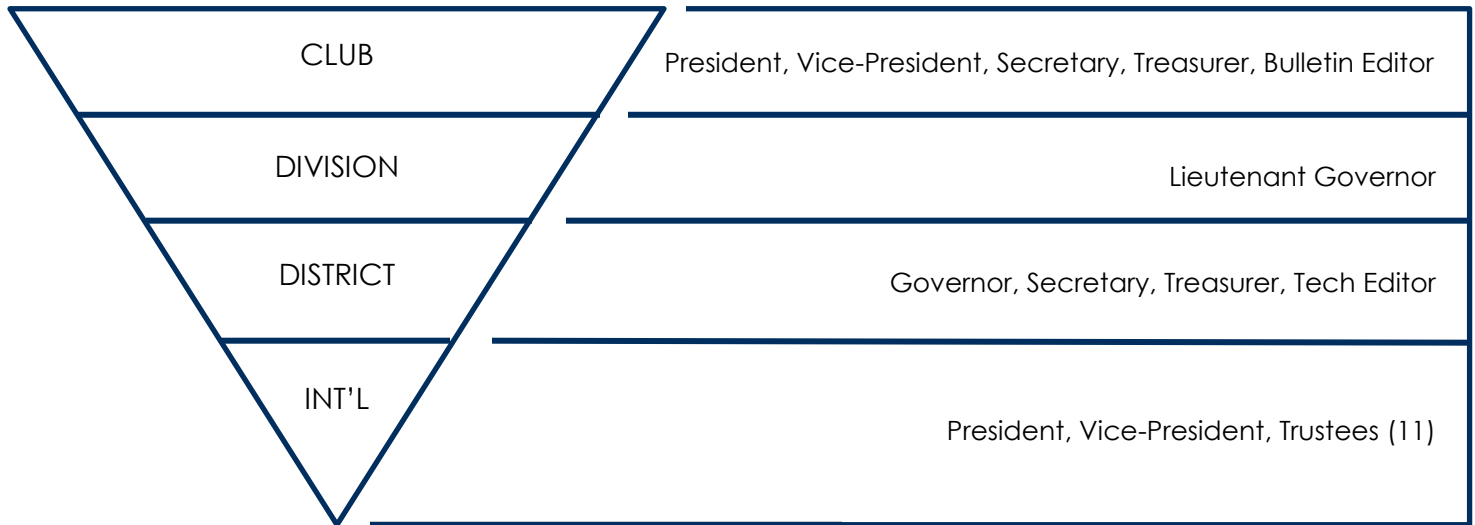 CLUB
President, Vice-President, Secretary, Treasurer, Bulletin Editor
DIVISION
Lieutenant Governor
DISTRICT
Governor, Secretary, Treasurer, Tech Editor
INT’L
President, Vice-President, Trustees (11)